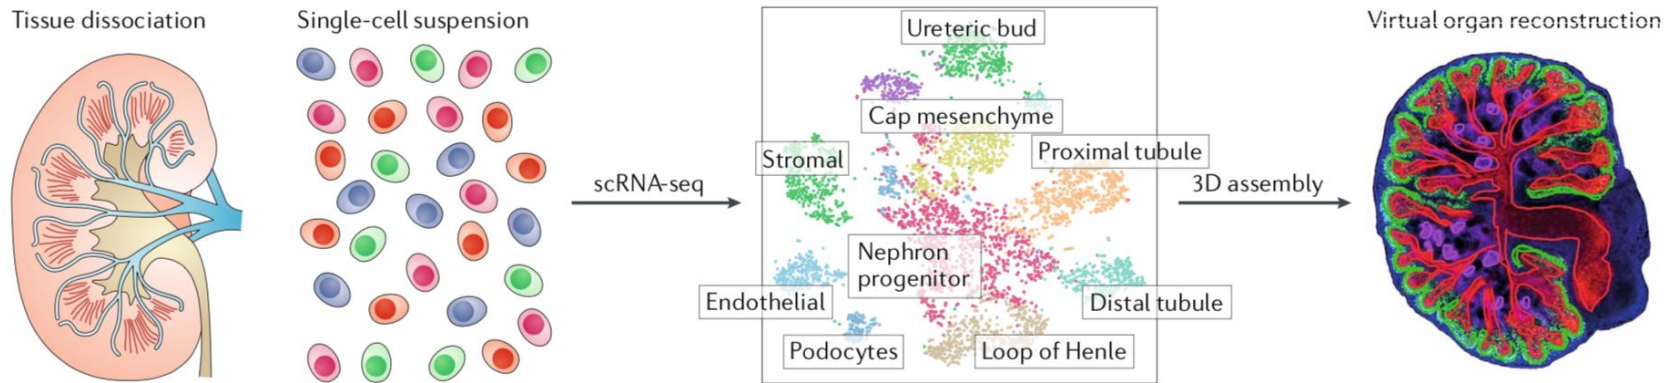 Tissue dissociation
Single-cell suspension
scRNA-seq
Ureteric bud
Cap mesenchyme
Stromal
Proximal tubule
Nephron
progenitor
Endothelial
Distal tubule
Podocytes
Loop of Henle
3D assembly
Virtual organ reconstruction